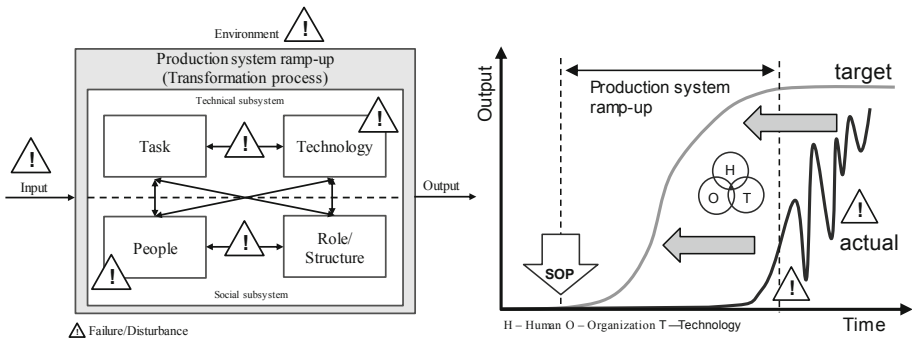 Environment
!
Production system ramp-up
(Transformation process)
Technical subsystem
!
Task
!
Technology
!
Input
Output
People
!
Role/
Structure
!
Social subsystem
! Failure/Disturbance
Output
Production system
ramp-up
target
H
O
T
!
actual
SOP
!
H – Human O – Organization T —Technology
Time